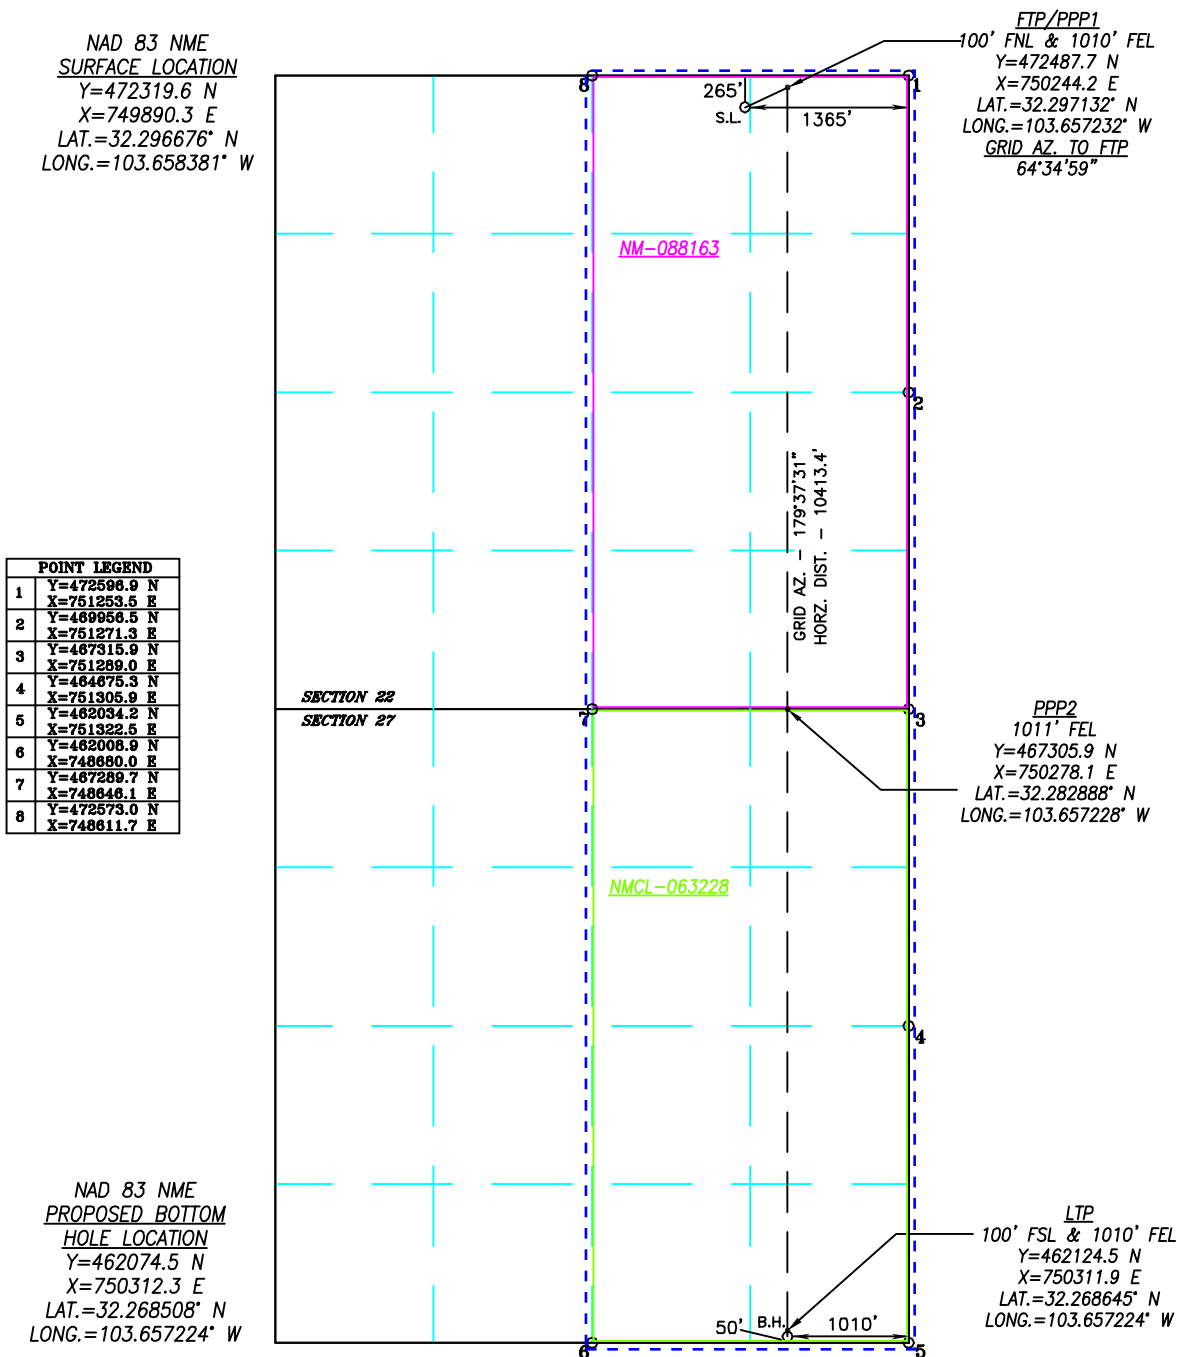 NAD 83 NME
SURFACE LOCATION
Y=472319.6 N
X=749890.3 E
LAT.=32.296676° N
LONG.=103.658381° W
FTP/PPP1
100' FNL & 1010' FEL
Y=472487.7 N
X=750244.2 E
LAT.=32.297132° N
LONG.=103.657232° W
GRID AZ. TO FTP
64°34'59"
8
265'
S.L.
1365'
1
NM-088163
2
GRID AZ. - 179°37'31"
HORZ. DIST. - 10413.4'
POINT LEGEND
1 Y=472596.9 N
X=751253.5 E
2 Y=469956.5 N
X=751271.3 E
3 Y=467315.9 N
X=751289.0 E
4 Y=464675.3 N
X=751305.9 E
5 Y=462034.2 N
X=751322.5 E
6 Y=462008.9 N
X=748680.0 E
7 Y=467289.7 N
X=748646.1 E
8 Y=472573.0 N
X=748611.7 E
SECTION 22
SECTION 27
7
3
PPP2
1011' FEL
Y=467305.9 N
X=750278.1 E
LAT.=32.282888° N
LONG.=103.657228° W
NMCL-063228
4
NAD 83 NME
PROPOSED BOTTOM
HOLE LOCATION
Y=462074.5 N
X=750312.3 E
LAT.=32.268508° N
LONG.=103.657224° W
LTP
100' FSL & 1010' FEL
Y=462124.5 N
X=750311.9 E
LAT.=32.268645° N
LONG.=103.657224° W
50'
B.H.
1010'
6
5